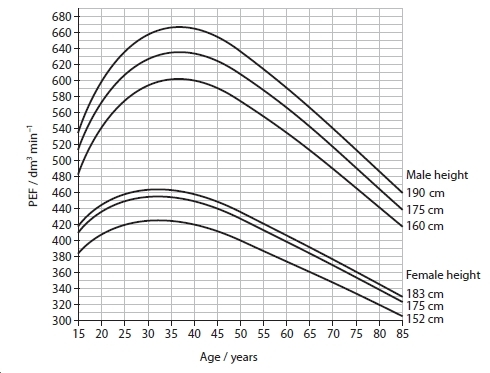 680
660
640
620
600
580
560
540
520
500
480
460
440
420
400
380
360
340
320
300
PEF / dm³ min⁻¹
15 20 25 30 35 40 45 50 55 60 65 70 75 80 85
Age / years
Male height
190 cm
175 cm
160 cm
Female height
183 cm
175 cm
152 cm